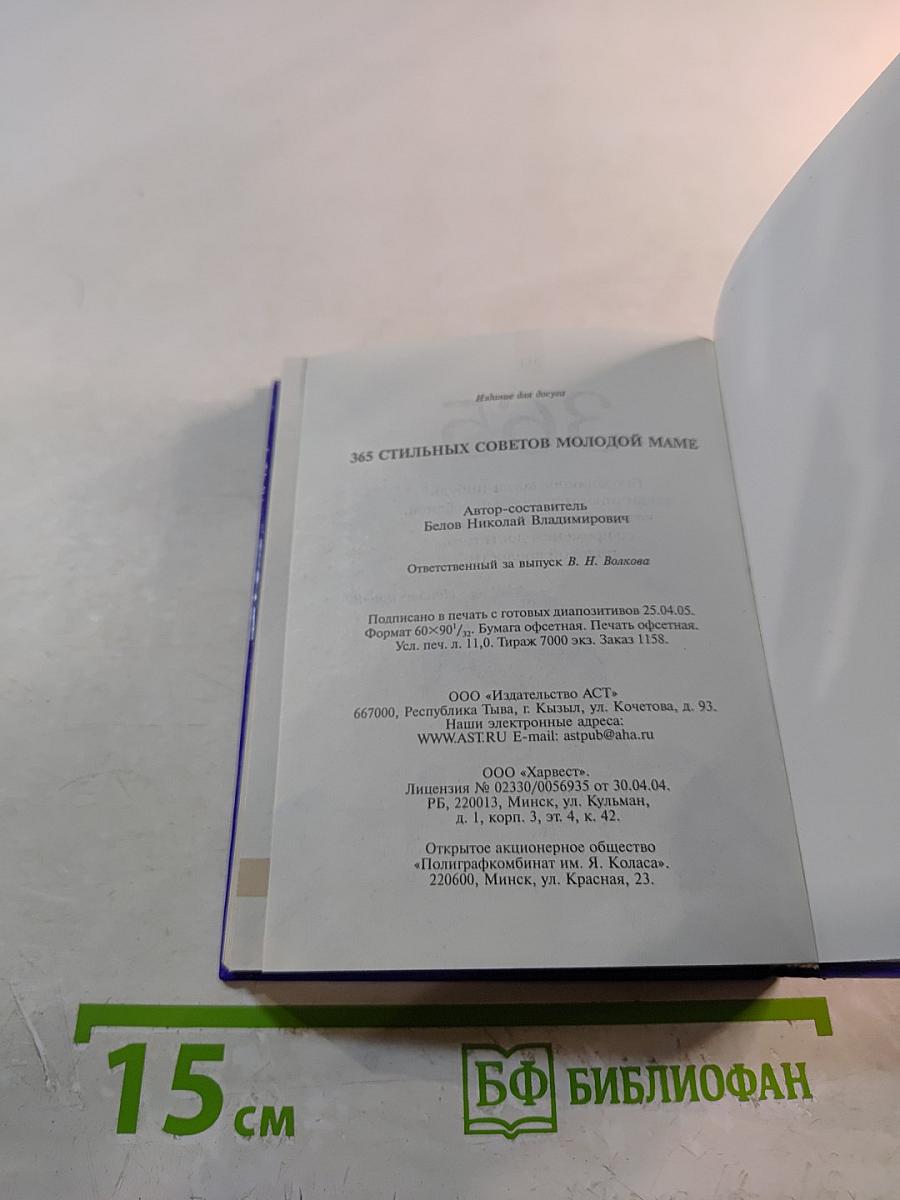 Издание для досуга
365 СТИЛЬНЫХ СОВЕТОВ МОЛОДОЙ МАМЕ
Автор-составитель
Белов Николай Владимирович
Ответственный за выпуск В. Н. Волкова
Подписано в печать с готовых диапозитивов 25.04.05.
Формат 60×90¹/₃₂. Бумага офсетная. Печать офсетная.
Усл. печ. л. 11,0. Тираж 7000 экз. Заказ 1158.
ООО «Издательство АСТ»
667000, Республика Тыва, г. Кызыл, ул. Кочетова, д. 93.
Наши электронные адреса:
WWW.AST.RU E-mail: astpub@aha.ru
ООО «Харвест».
Лицензия № 02330/0056935 от 30.04.04.
РБ, 220013, Минск, ул. Кульман,
д. 1, корп. 3, эт. 4, к. 42.
Открытое акционерное общество
«Полиграфкомбинат им. Я. Коласа».
220600, Минск, ул. Красная, 23.
15 см
БФ БИБЛИОФАН